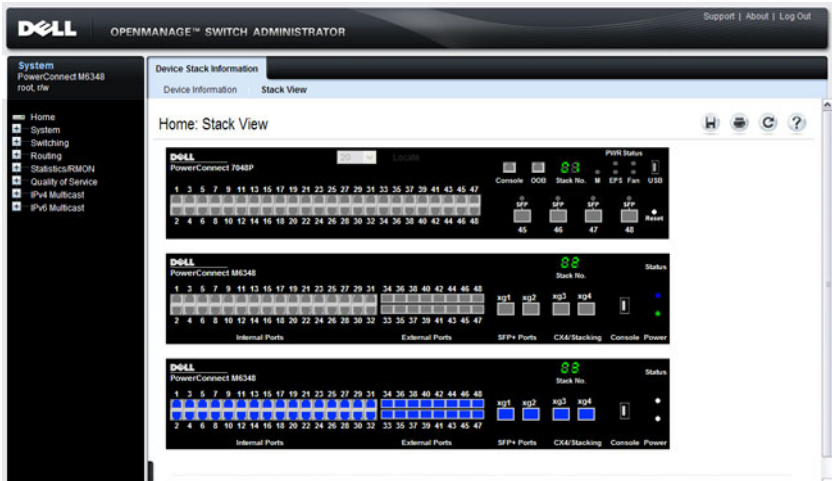 Support | About | Log Out
DELL OPENMANAGE™ SWITCH ADMINISTRATOR
System
PowerConnect M6348
root, r/w
Home
System
Switching
Routing
Statistics/RMON
Quality of Service
IPv4 Multicast
IPv6 Multicast
Device Stack Information
Device Information Stack View
Home: Stack View
DELL
PowerConnect 7048P
20 Locate
PWR Status
Console OOB Stack No. M EPS Fan USB
1 3 5 7 9 11 13 15 17 19 21 23 25 27 29 31 33 35 37 39 41 43 45 47
SFP SFP SFP SFP
Reset
2 4 6 8 10 12 14 16 18 20 22 24 26 28 30 32 34 36 38 40 42 44 46 48
45 46 47 48
DELL
PowerConnect M6348
88
Stack No.
Status
1 3 5 7 9 11 13 15 17 19 21 23 25 27 29 31 34 36 38 40 42 44 46 48
xg1 xg2 xg3 xg4
2 4 6 8 10 12 14 16 18 20 22 24 26 28 30 32 33 35 37 39 41 43 45 47
Internal Ports External Ports SFP+ Ports CX4/Stacking Console Power
DELL
PowerConnect M6348
88
Stack No.
Status
1 3 5 7 9 11 13 15 17 19 21 23 25 27 29 31 34 36 38 40 42 44 46 48
xg1 xg2 xg3 xg4
2 4 6 8 10 12 14 16 18 20 22 24 26 28 30 32 33 35 37 39 41 43 45 47
Internal Ports External Ports SFP+ Ports CX4/Stacking Console Power